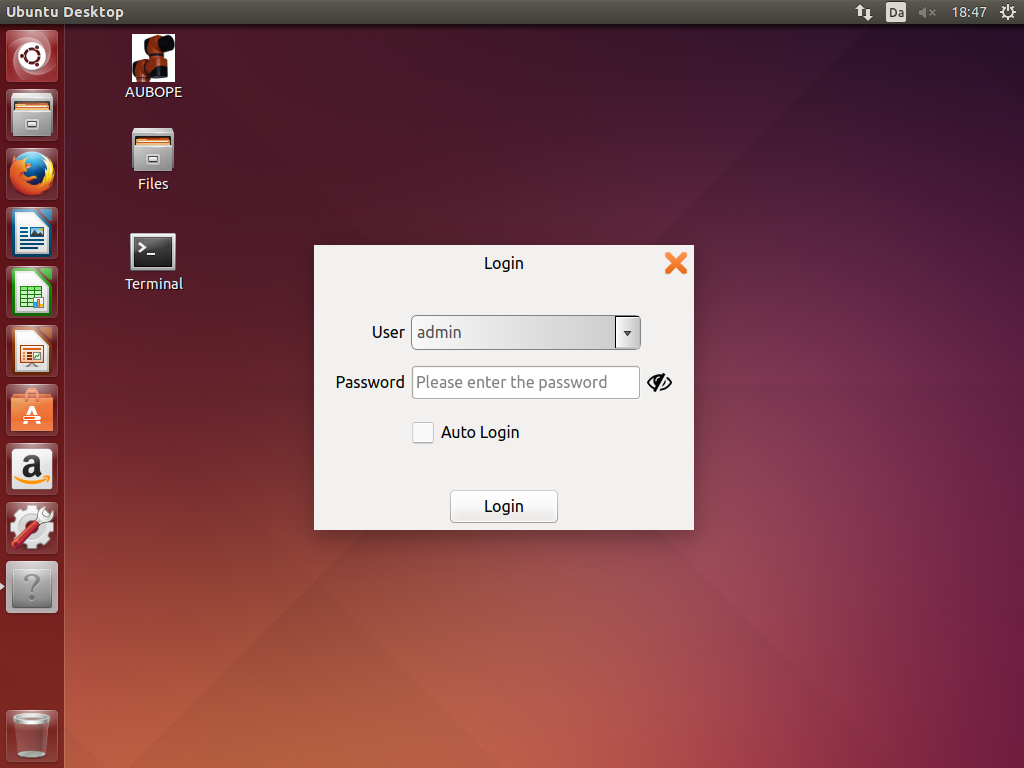 Ubuntu Desktop
Da
18:47
AUBOPE
Files
Terminal
Login
User
admin
Password
Please enter the password
Auto Login
Login